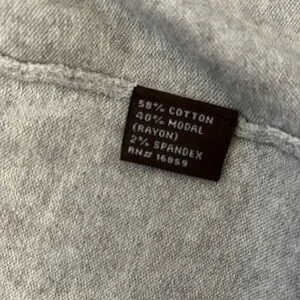 58% COTTON
40% MODAL
(RAYON)
2% SPANDEX
RN# 16859